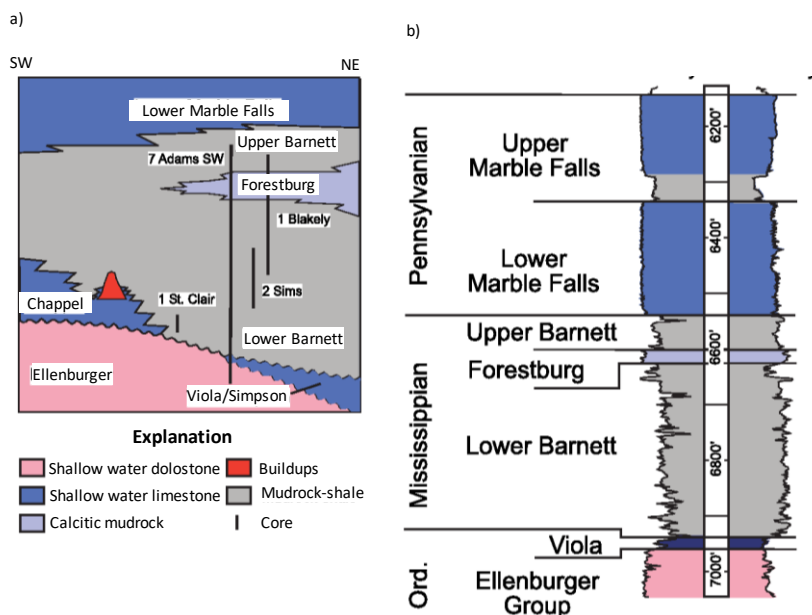 a)
SW
NE
Lower Marble Falls
Upper Barnett
7 Adams SW
Forestburg
1 Blakely
Chappel
1 St. Clair
2 Sims
Lower Barnett
Ellenburger
Viola/Simpson
Explanation
Shallow water dolostone
Buildups
Shallow water limestone
Mudrock-shale
Calcitic mudrock
Core
b)
Pennsylvanian
Upper
Marble Falls
6200'
Lower
Marble Falls
6400'
Mississippian
Upper Barnett
6600'
Forestburg
Lower Barnett
6800'
Ord.
Viola
Ellenburger
Group
7000'